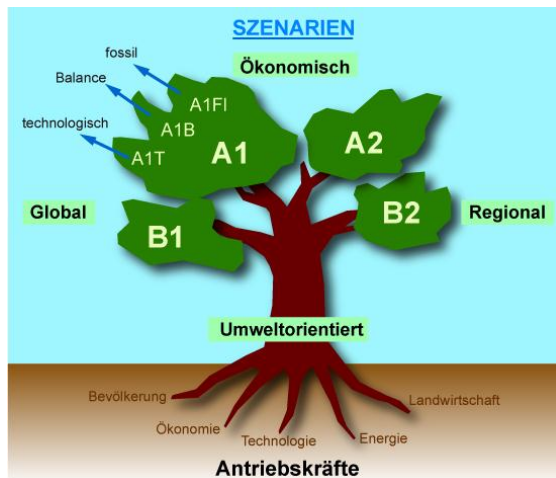 SZENARIEN
fossil
Ökonomisch
Balance
A1FI
technologisch
A1B
A1T
A1
A2
Global
B1
B2
Regional
Umweltorientiert
Bevölkerung
Landwirtschaft
Ökonomie
Technologie
Energie
Antriebskräfte